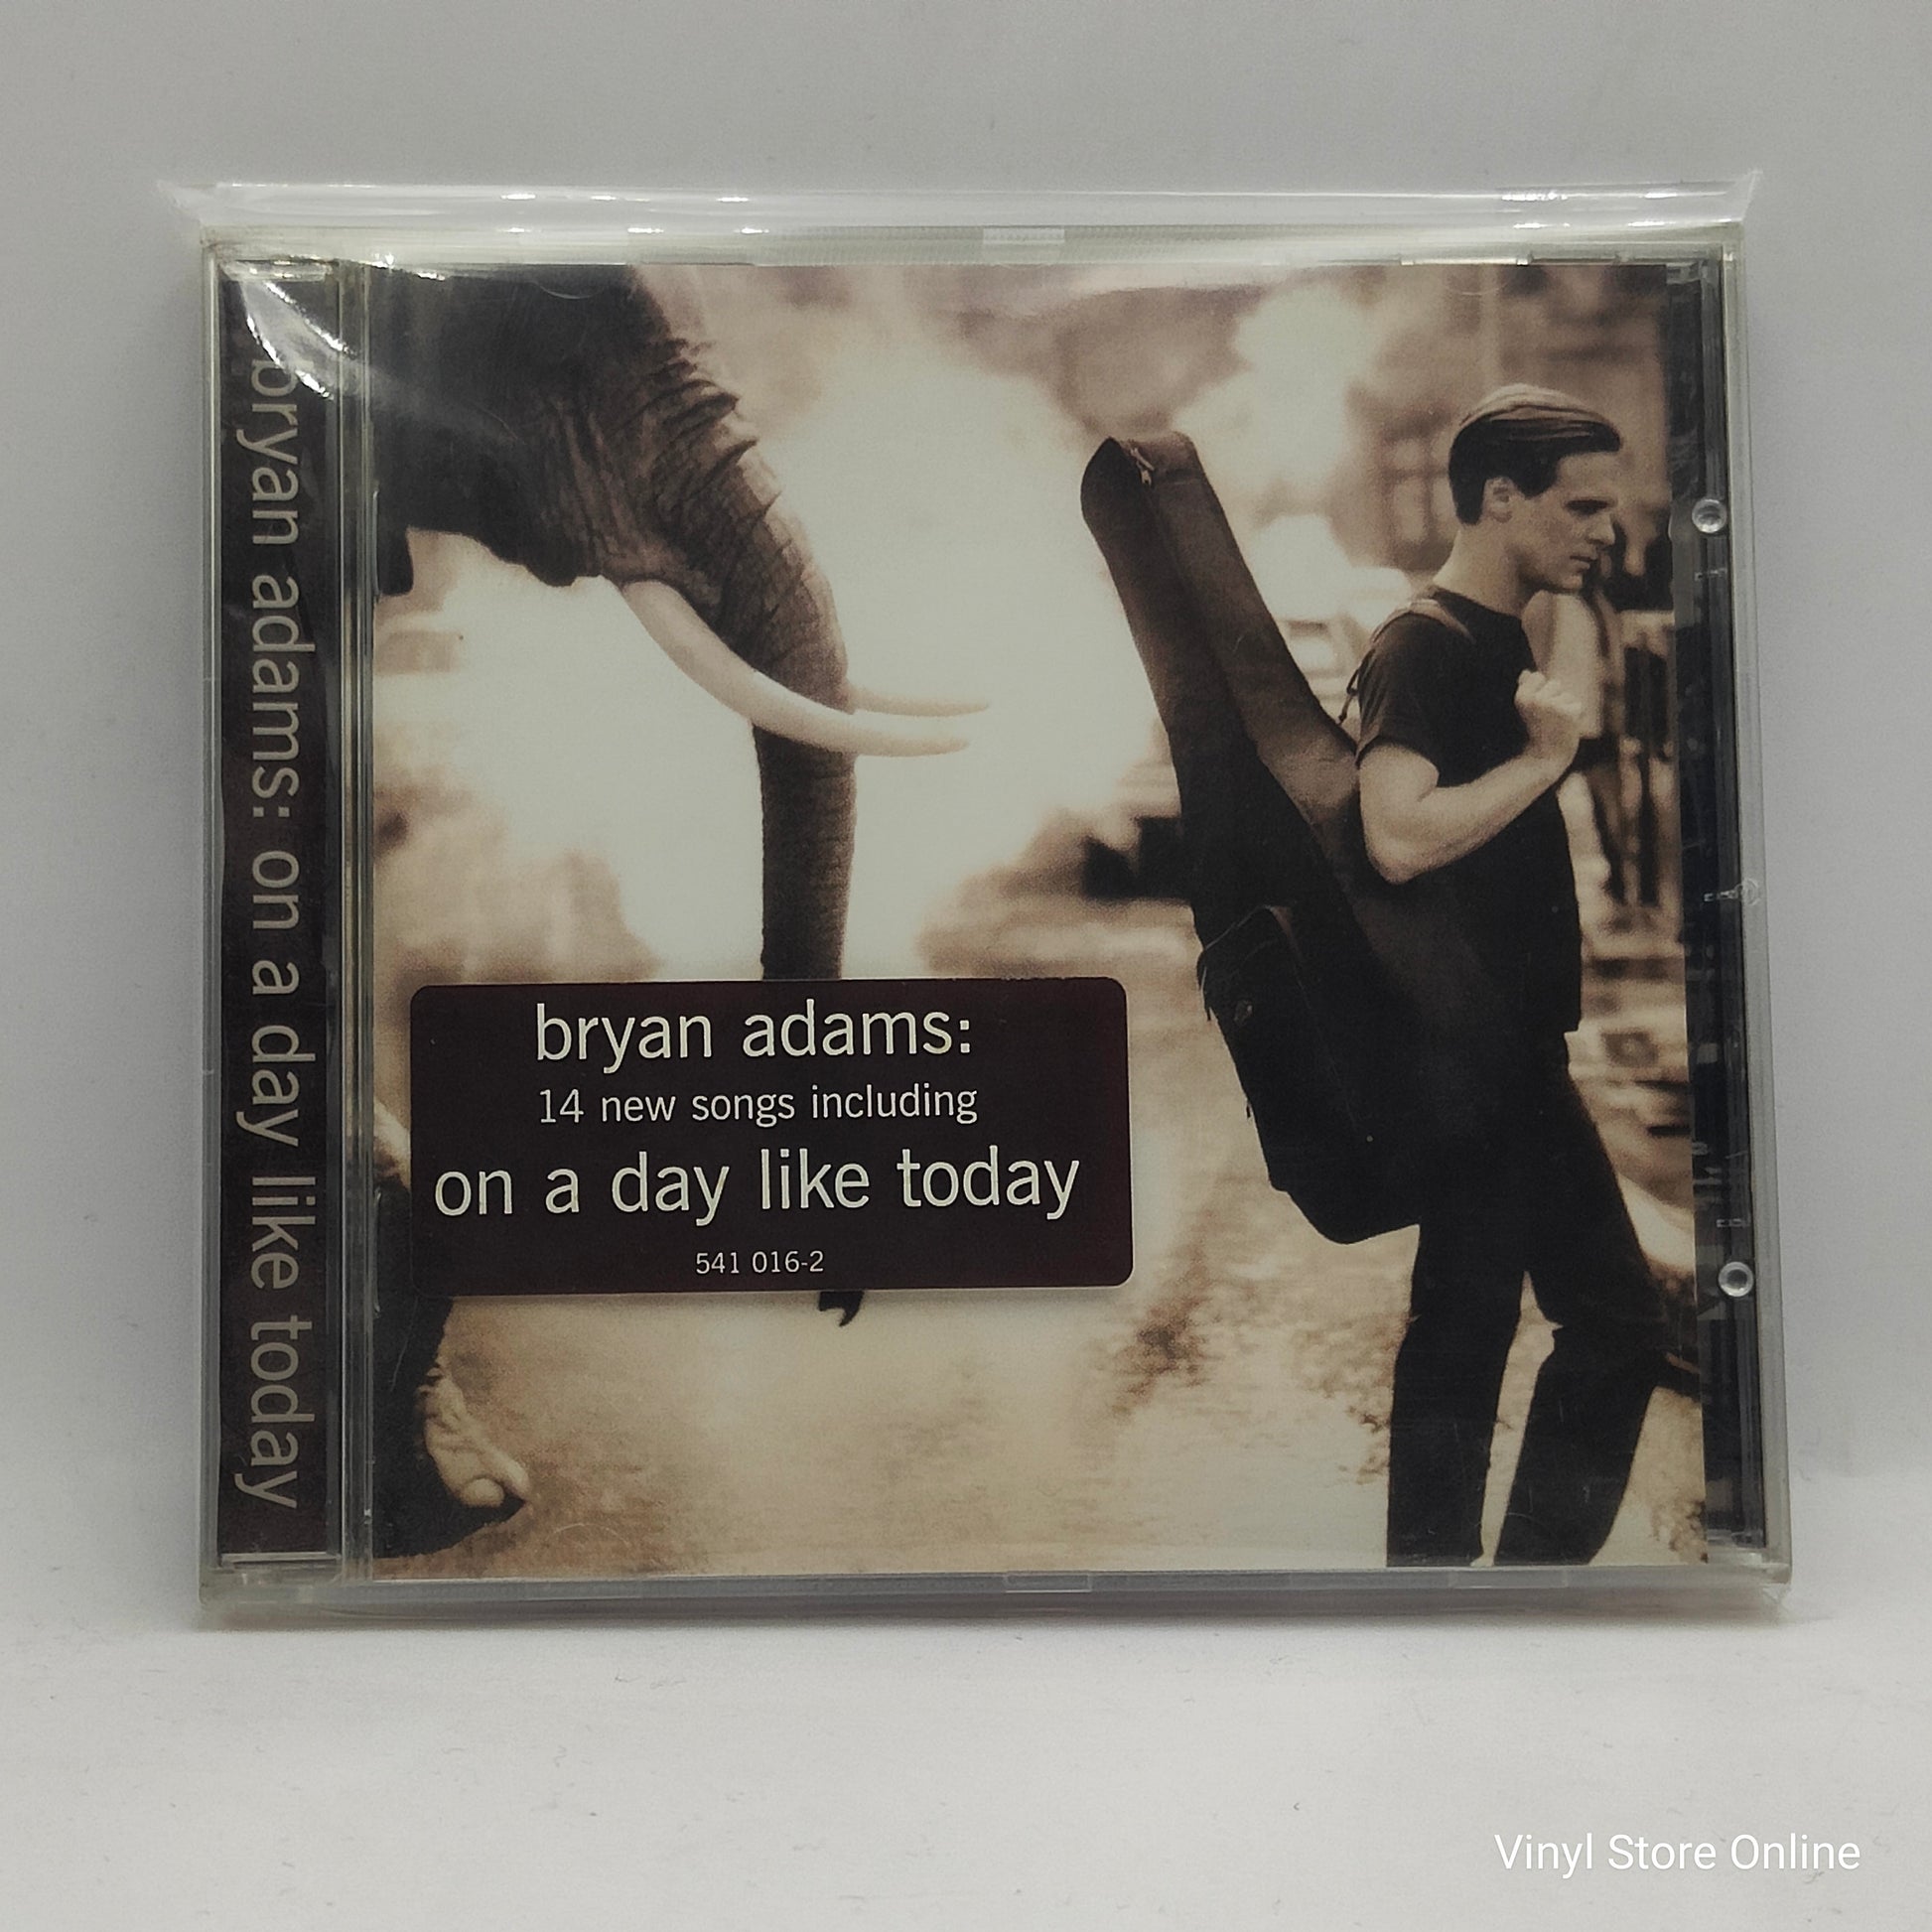 bryan adams: on a day like today
bryan adams:
14 new songs including
on a day like today
541 016-2
Vinyl Store Online